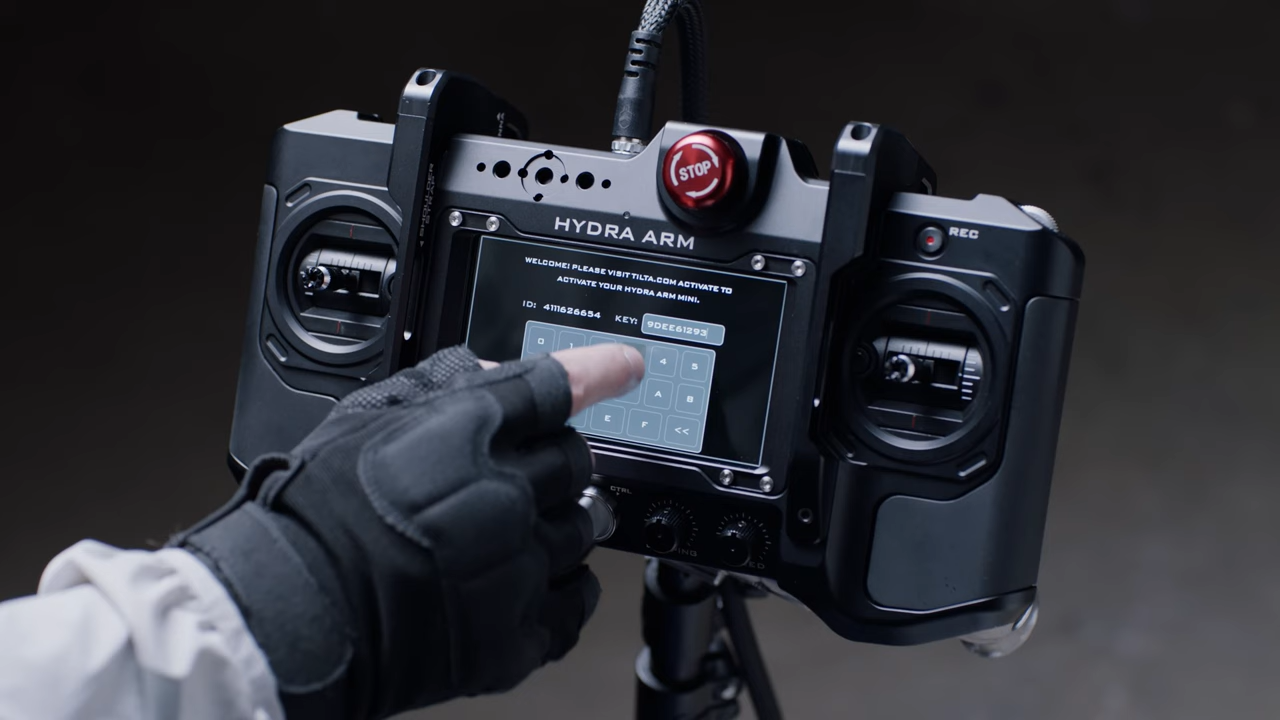 STOP
HYDRA ARM
REC
WELCOME! PLEASE VISIT TILTA.COM ACTIVATE TO
ACTIVATE YOUR HYDRA ARM MINI.
ID: 4111626654 KEY: 9DEE61293
0 1 4 5
A B
E F <<
CTRL